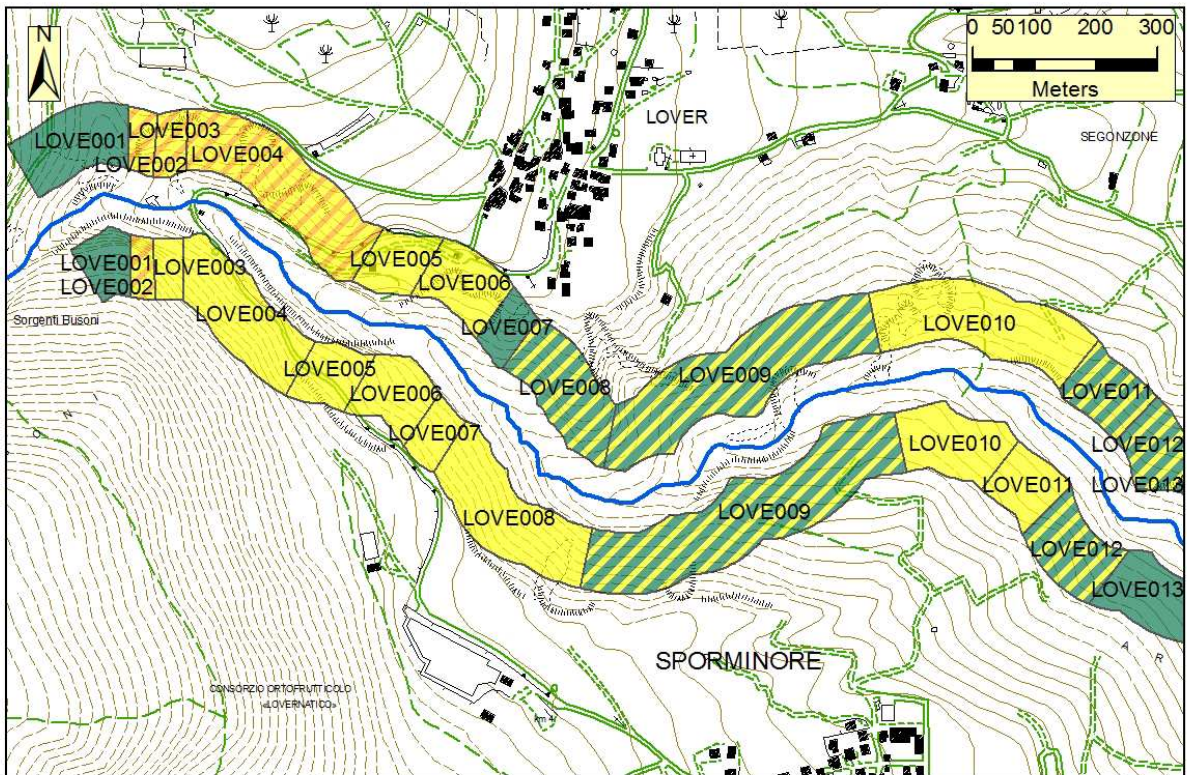 N
0 50 100 200 300
Meters
LOVER
SEGONZONE
LOVE001
LOVE003
LOVE002
LOVE004
LOVE005
LOVE006
LOVE007
LOVE008
LOVE009
LOVE010
LOVE011
LOVE012
LOVE013
LOVE001
LOVE003
LOVE002
LOVE004
Sorgenti Busoni
LOVE005
LOVE006
LOVE007
LOVE008
LOVE009
LOVE010
LOVE011
LOVE012
LOVE013
SPORMINORE
CONSORZIO ORTOFRUTTICOLO
«LOVERNATICO»
A R